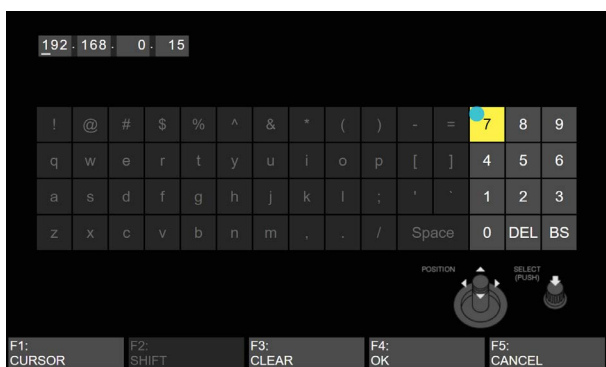 192 . 168 . 0 . 15
! @ # $ % ^ & * ( ) - = 7 8 9
q w e r t y u i o p [ ] 4 5 6
a s d f g h j k l ; ' ` 1 2 3
z x c v b n m , . / Space 0 DEL BS
POSITION
SELECT
(PUSH)
F1:
CURSOR
F2:
SHIFT
F3:
CLEAR
F4:
OK
F5:
CANCEL